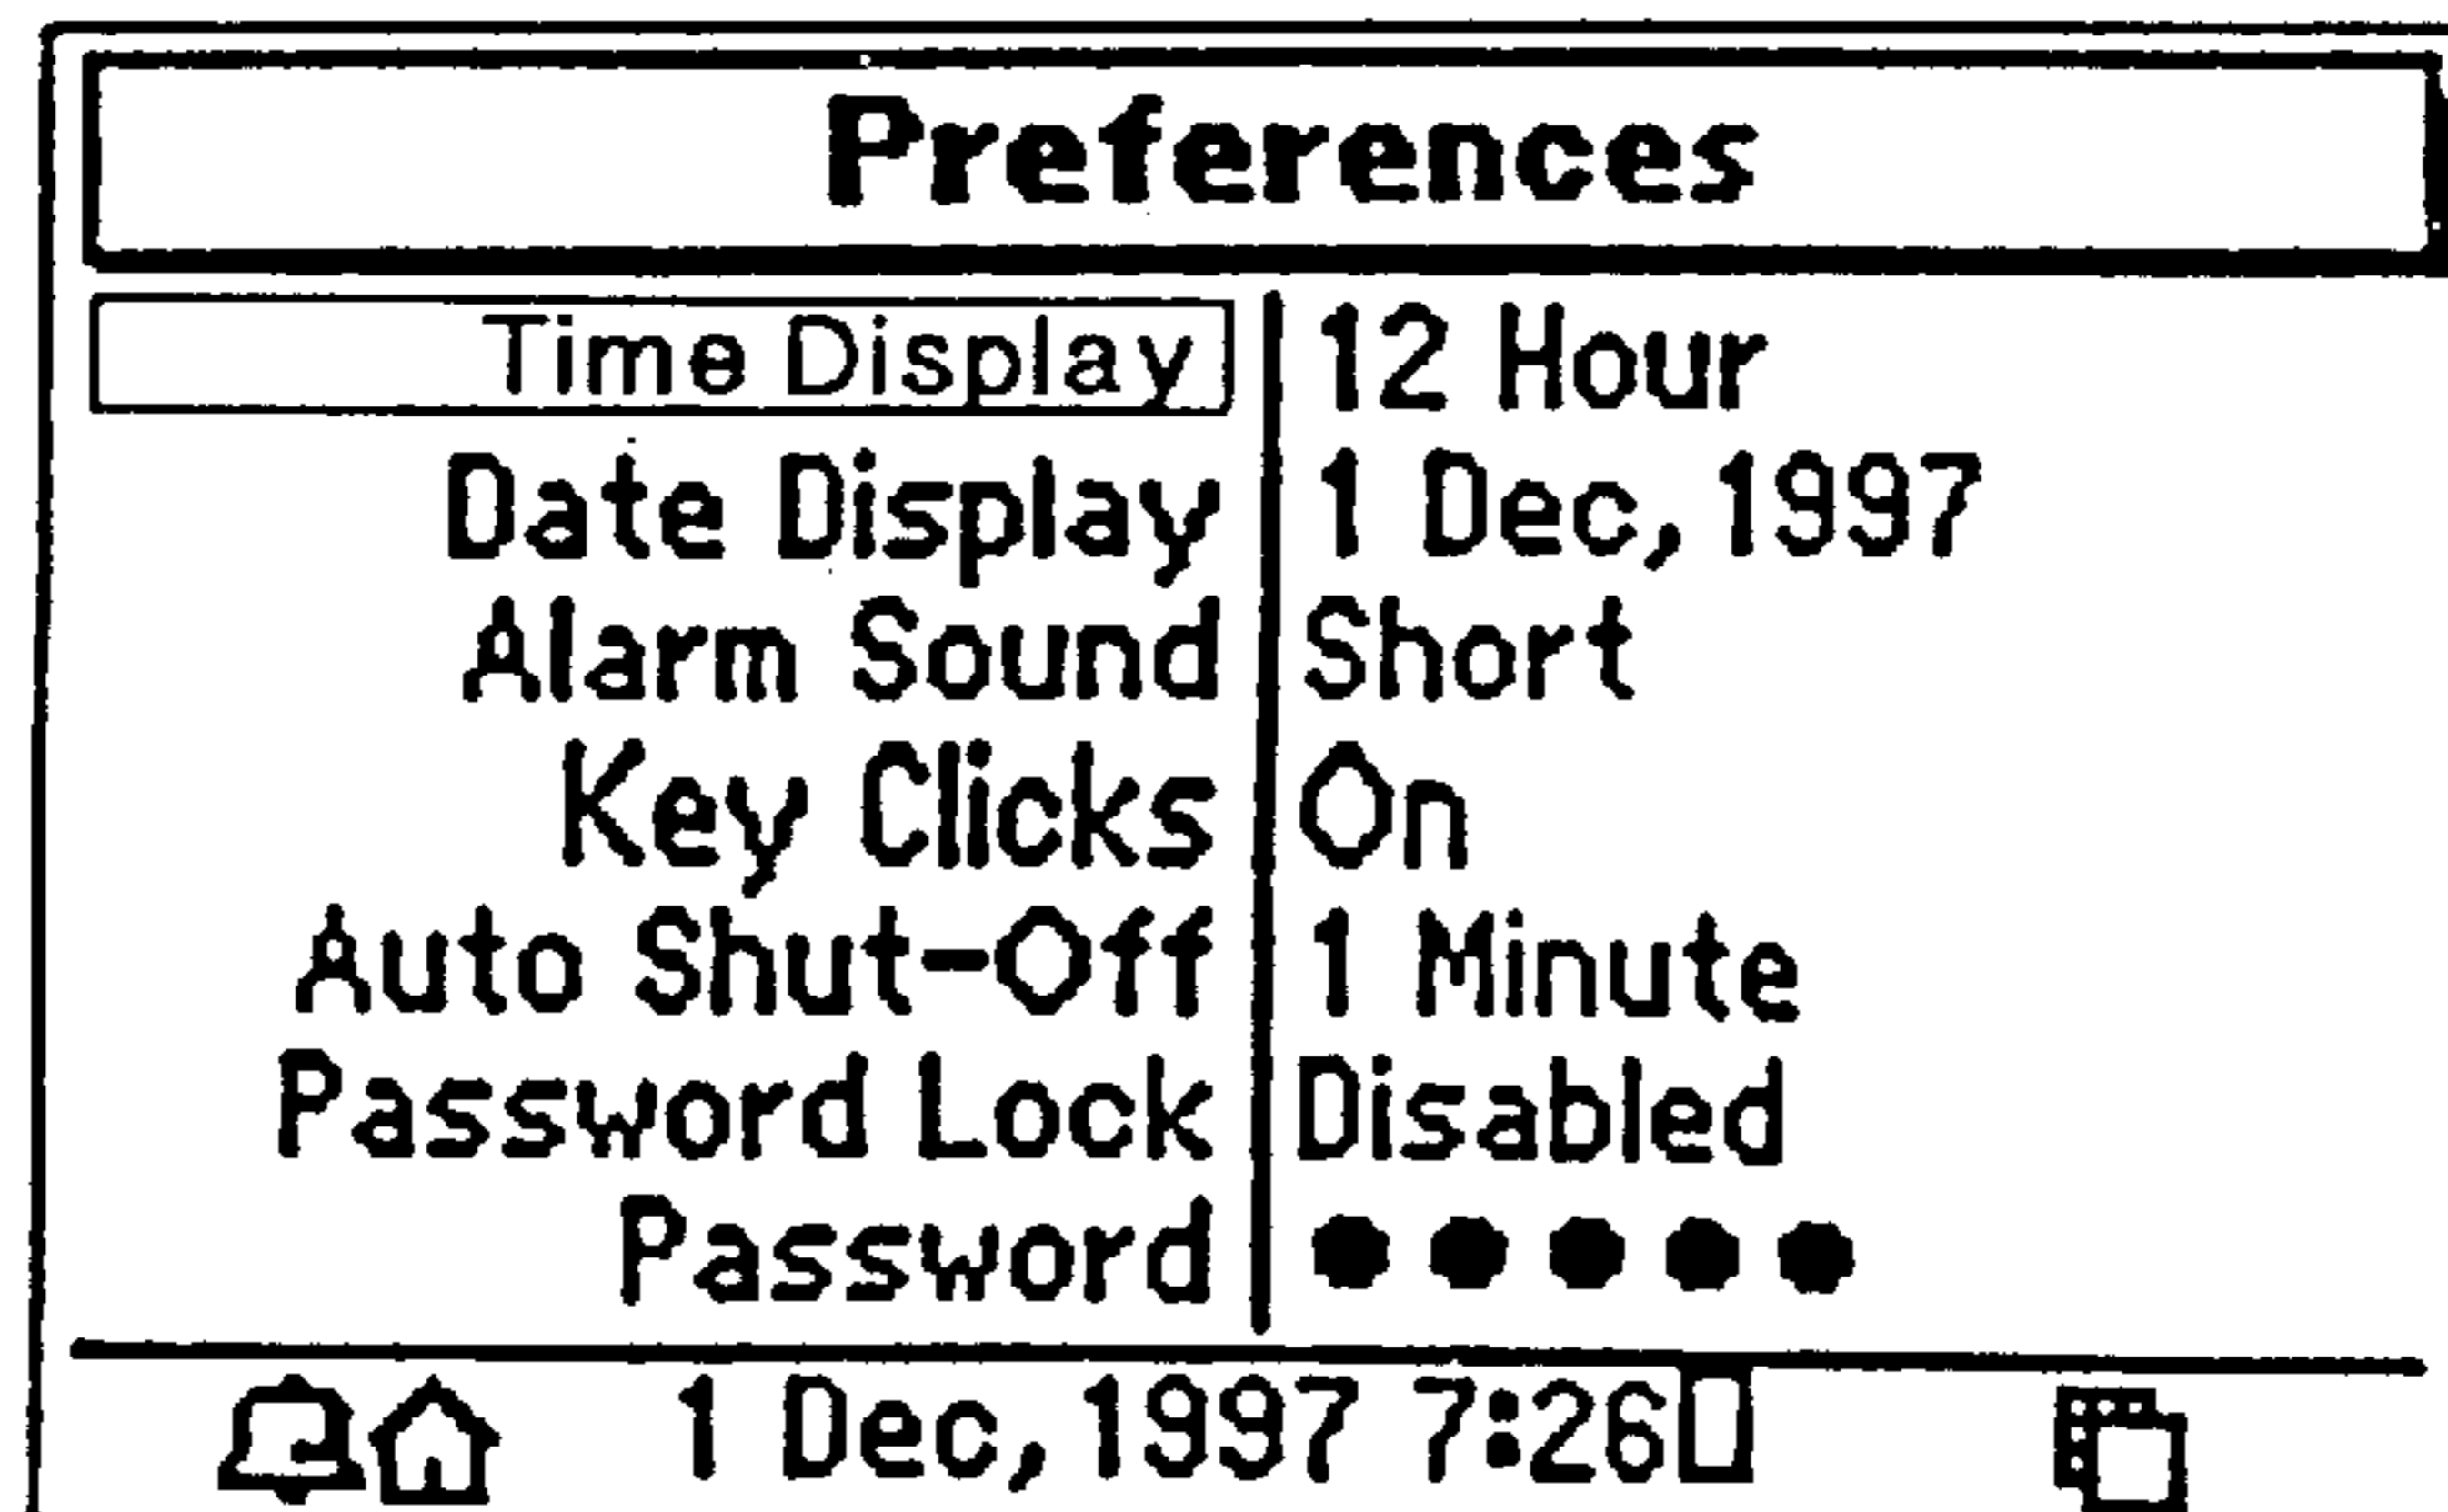 Preferences
Time Display 12 Hour
Date Display 1 Dec,1997
Alarm Sound Short
Key Clicks On
Auto Shut-Off 1 Minute
Password Lock Disabled
Password ●●●●●
1 Dec,1997 7:26